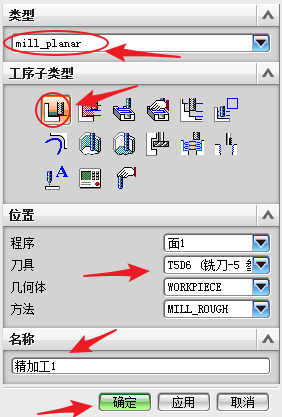 类型
mill_planar
工序子类型
位置
程序 面1
刀具 T5D6 (铣刀-5
几何体 WORKPIECE
方法 MILL_ROUGH
名称
精加工1
确定 应用 取消